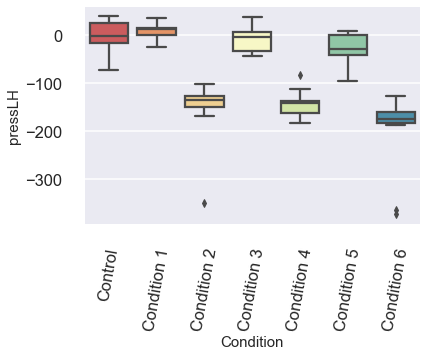 0
−100
−200
−300
pressLH
Control
Condition 1
Condition 2
Condition 3
Condition 4
Condition 5
Condition 6
Condition